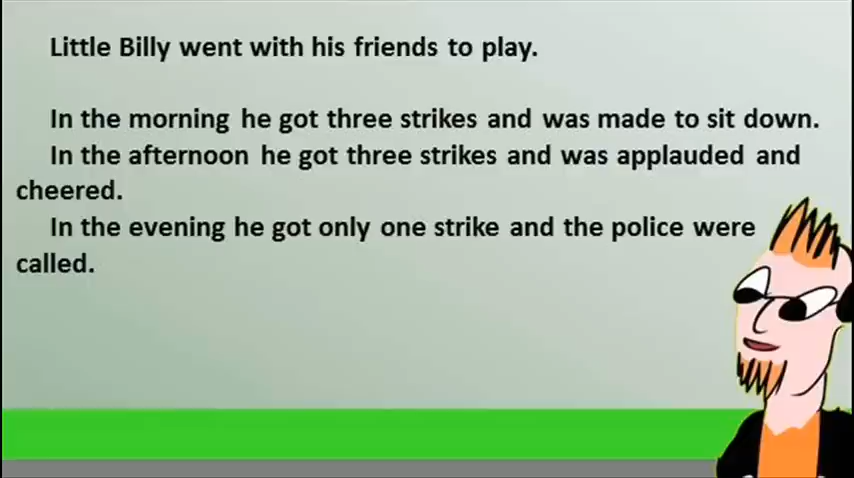 Little Billy went with his friends to play.
In the morning he got three strikes and was made to sit down.
In the afternoon he got three strikes and was applauded and
cheered.
In the evening he got only one strike and the police were
called.